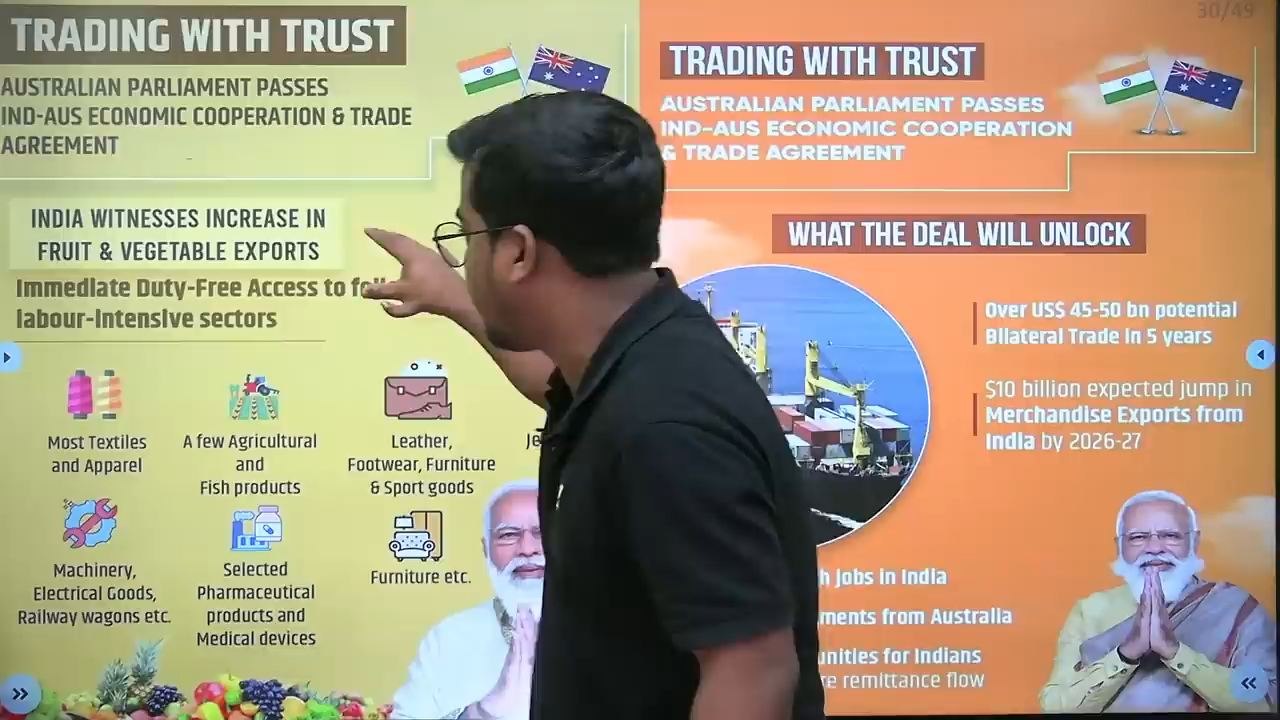 30/49
TRADING WITH TRUST
AUSTRALIAN PARLIAMENT PASSES
IND-AUS ECONOMIC COOPERATION & TRADE
AGREEMENT
INDIA WITNESSES INCREASE IN
FRUIT & VEGETABLE EXPORTS
Immediate Duty-Free Access to
labour-intensive sectors
Most Textiles
and Apparel
A few Agricultural
and
Fish products
Leather,
Footwear, Furniture
& Sport goods
Machinery,
Electrical Goods,
Railway wagons etc.
Selected
Pharmaceutical
products and
Medical devices
Furniture etc.
TRADING WITH TRUST
AUSTRALIAN PARLIAMENT PASSES
IND-AUS ECONOMIC COOPERATION
& TRADE AGREEMENT
WHAT THE DEAL WILL UNLOCK
Over US$ 45-50 bn potential
Bilateral Trade in 5 years
$10 billion expected jump in
Merchandise Exports from
India by 2026-27
jobs in India
from Australia
for Indians
remittance flow